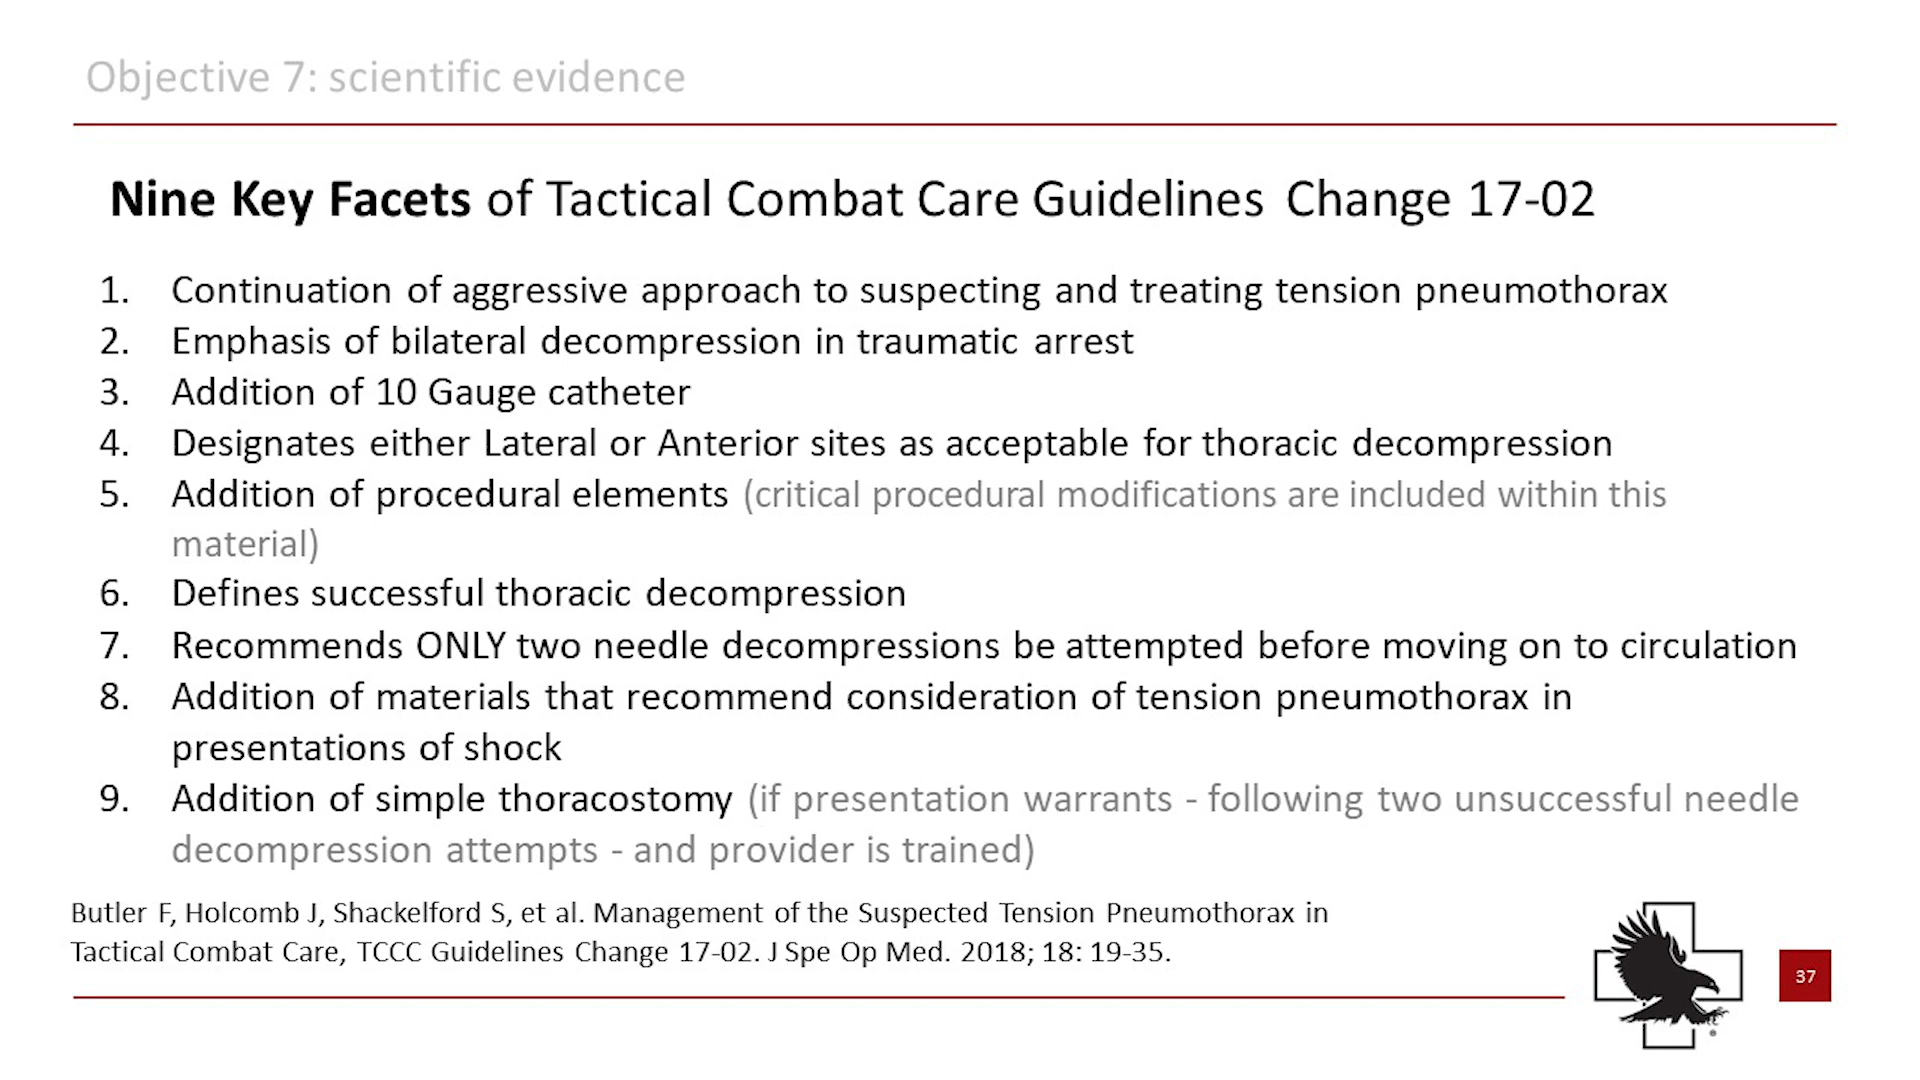 Objective 7: scientific evidence
Nine Key Facets of Tactical Combat Care Guidelines Change 17-02
1. Continuation of aggressive approach to suspecting and treating tension pneumothorax
2. Emphasis of bilateral decompression in traumatic arrest
3. Addition of 10 Gauge catheter
4. Designates either Lateral or Anterior sites as acceptable for thoracic decompression
5. Addition of procedural elements (critical procedural modifications are included within this
material)
6. Defines successful thoracic decompression
7. Recommends ONLY two needle decompressions be attempted before moving on to circulation
8. Addition of materials that recommend consideration of tension pneumothorax in
presentations of shock
9. Addition of simple thoracostomy (if presentation warrants - following two unsuccessful needle
decompression attempts - and provider is trained)
Butler F, Holcomb J, Shackelford S, et al. Management of the Suspected Tension Pneumothorax in
Tactical Combat Care, TCCC Guidelines Change 17-02. J Spe Op Med. 2018; 18: 19-35.
37
®